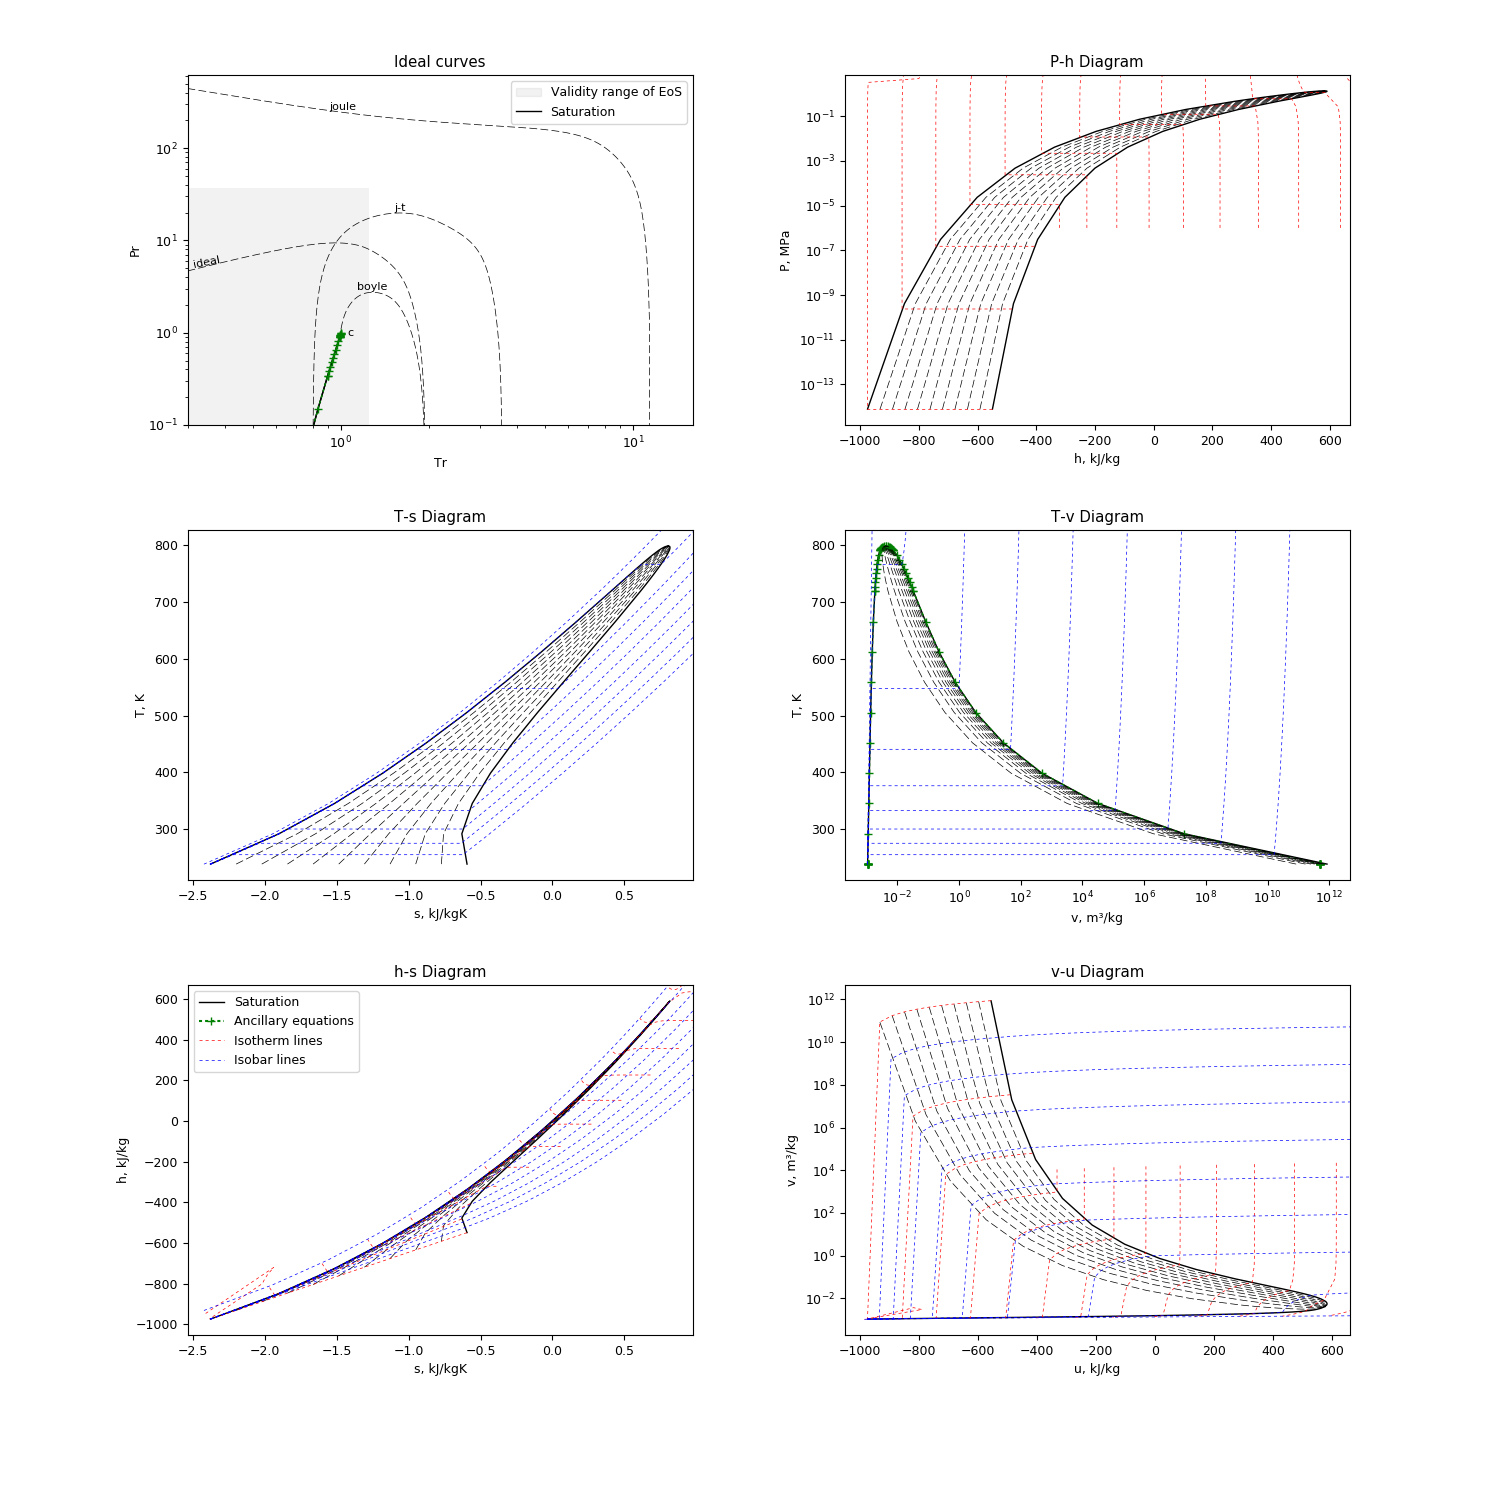 Ideal curves
Validity range of EoS
Saturation
joule
j-t
ideal
boyle
c
Pr
10² 10¹ 10⁰ 10⁻¹
10⁰ 10¹
Tr
P-h Diagram
P, MPa
10⁻¹ 10⁻³ 10⁻⁵ 10⁻⁷ 10⁻⁹ 10⁻¹¹ 10⁻¹³
−1000 −800 −600 −400 −200 0 200 400 600
h, kJ/kg
T-s Diagram
T, K
800 700 600 500 400 300
−2.5 −2.0 −1.5 −1.0 −0.5 0.0 0.5
s, kJ/kgK
T-v Diagram
T, K
800 700 600 500 400 300
10⁻² 10⁰ 10² 10⁴ 10⁶ 10⁸ 10¹⁰ 10¹²
v, m³/kg
h-s Diagram
Saturation
Ancillary equations
Isotherm lines
Isobar lines
h, kJ/kg
600 400 200 0 −200 −400 −600 −800 −1000
−2.5 −2.0 −1.5 −1.0 −0.5 0.0 0.5
s, kJ/kgK
v-u Diagram
v, m³/kg
10¹² 10¹⁰ 10⁸ 10⁶ 10⁴ 10² 10⁰ 10⁻²
−1000 −800 −600 −400 −200 0 200 400 600
u, kJ/kg